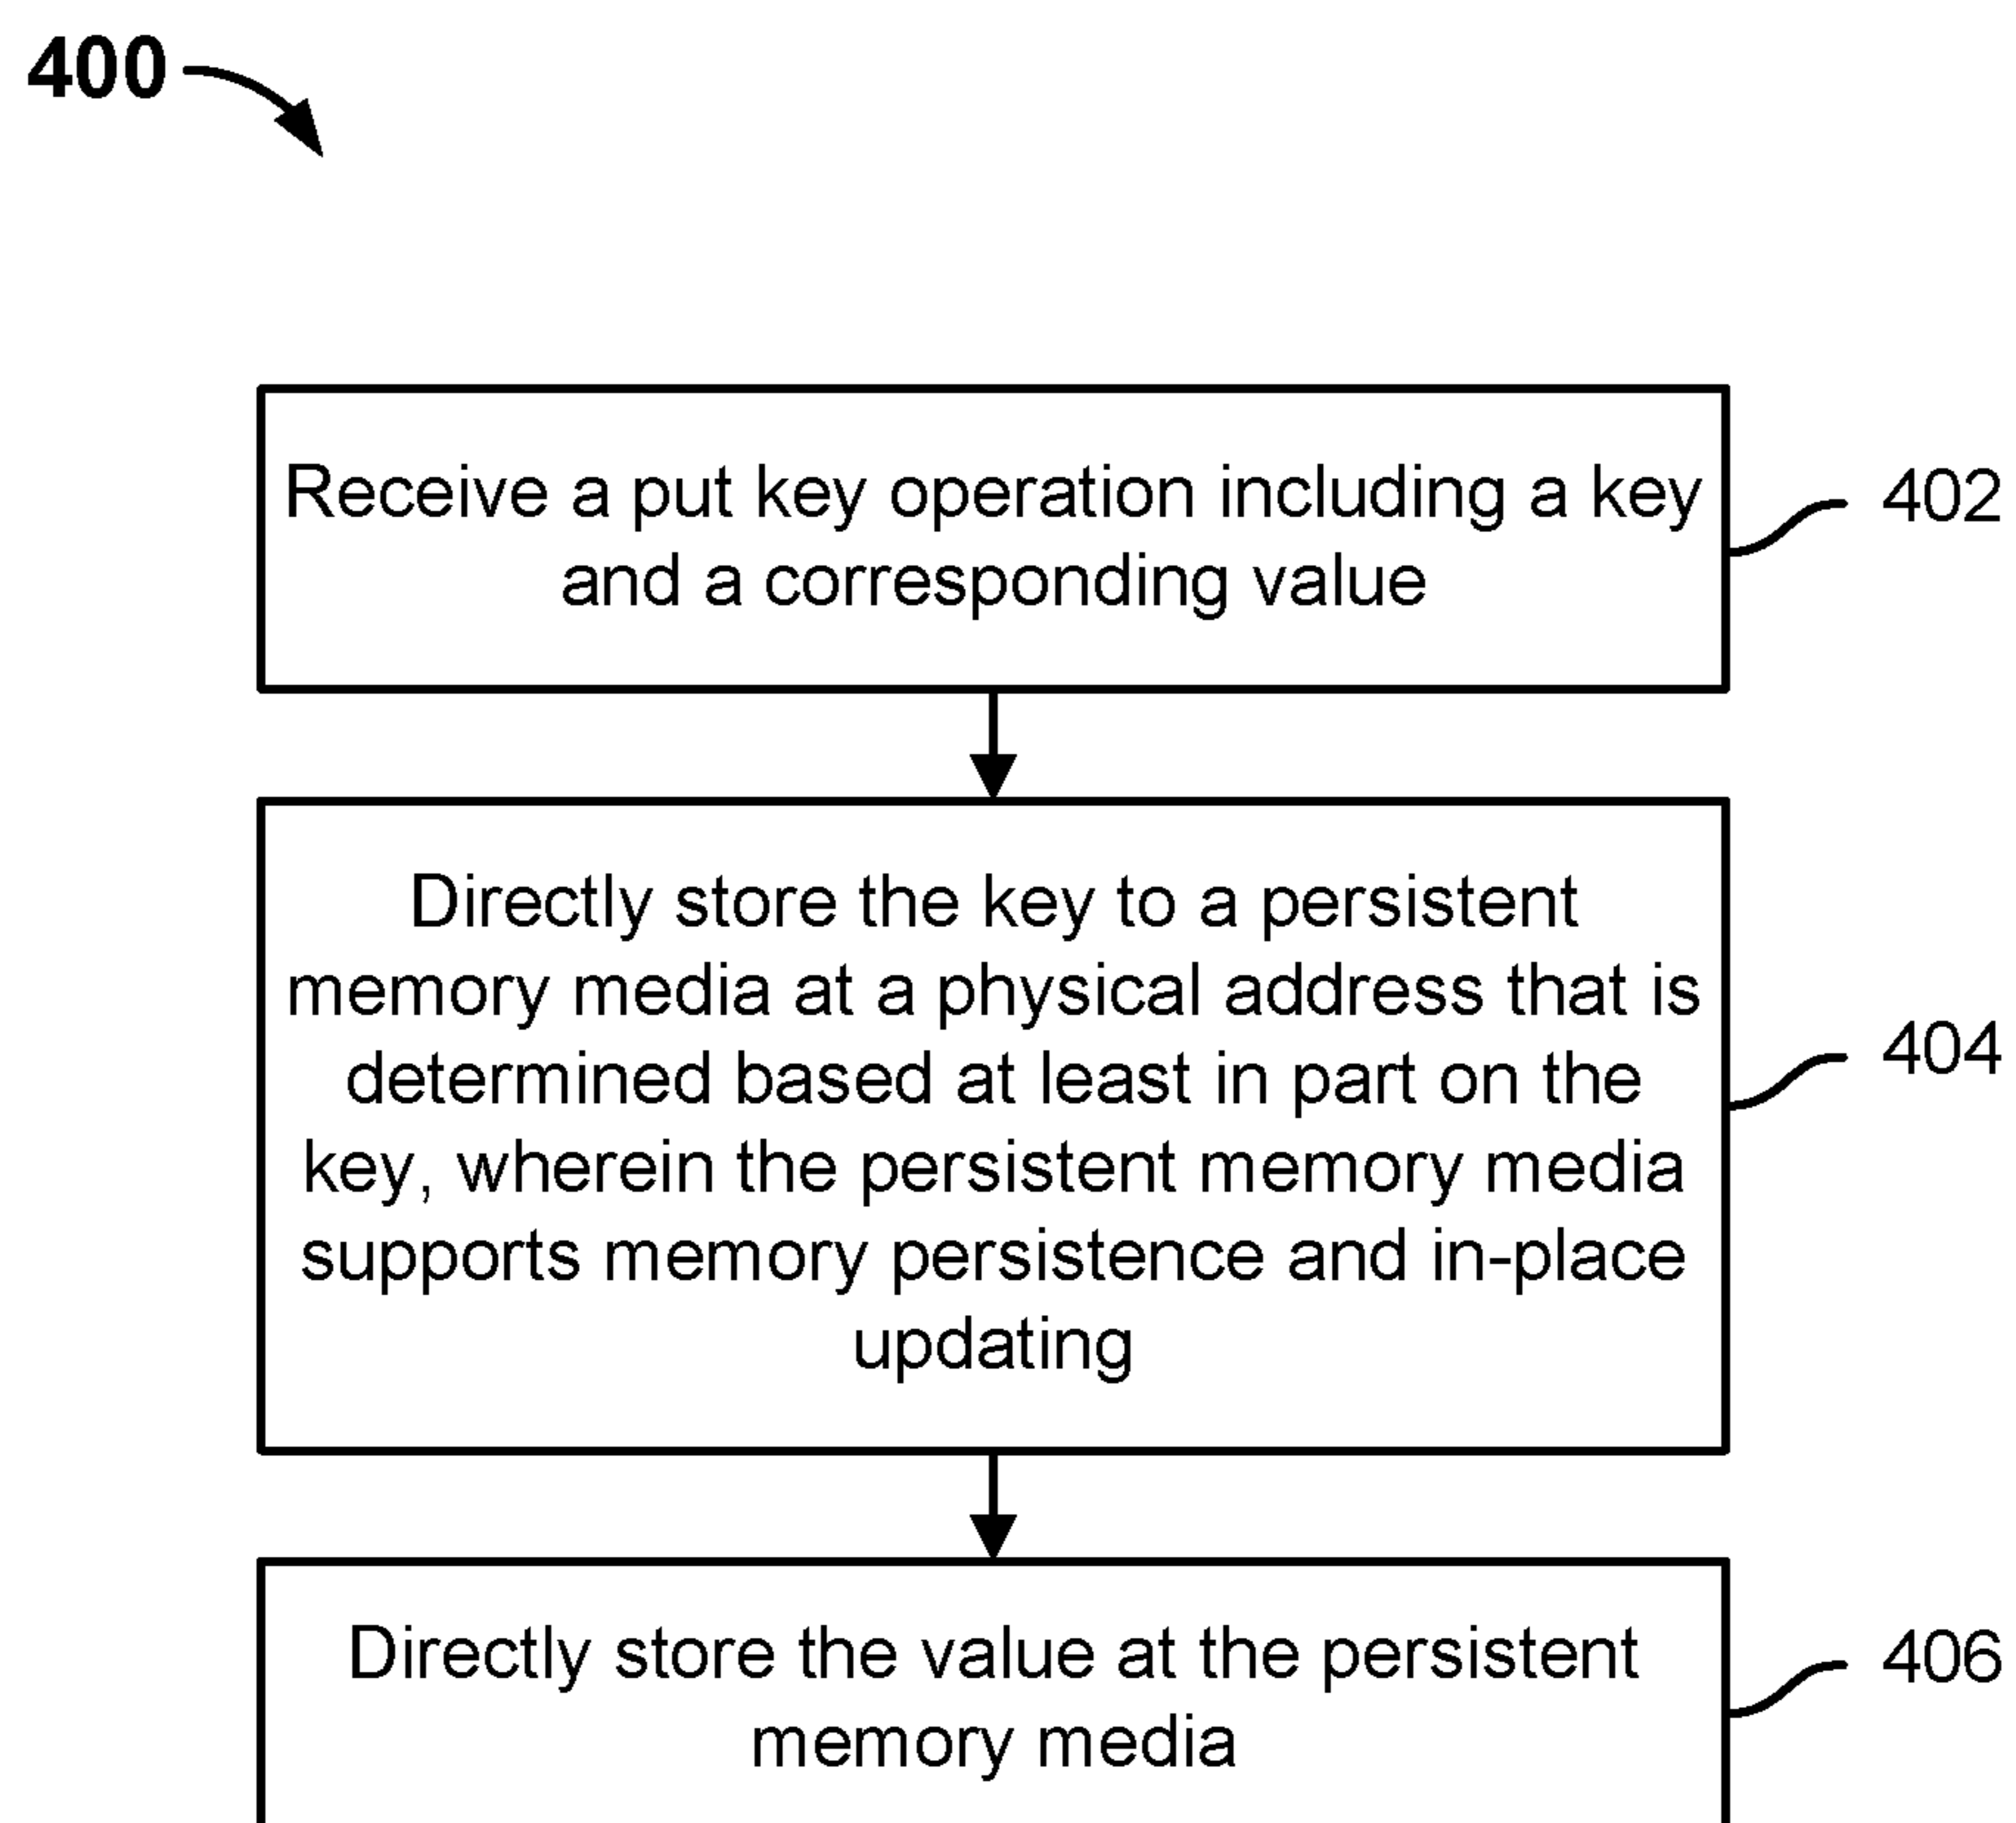 400
Receive a put key operation including a key
and a corresponding value
402
Directly store the key to a persistent
memory media at a physical address that is
determined based at least in part on the
key, wherein the persistent memory media
supports memory persistence and in-place
updating
404
Directly store the value at the persistent
memory media
406